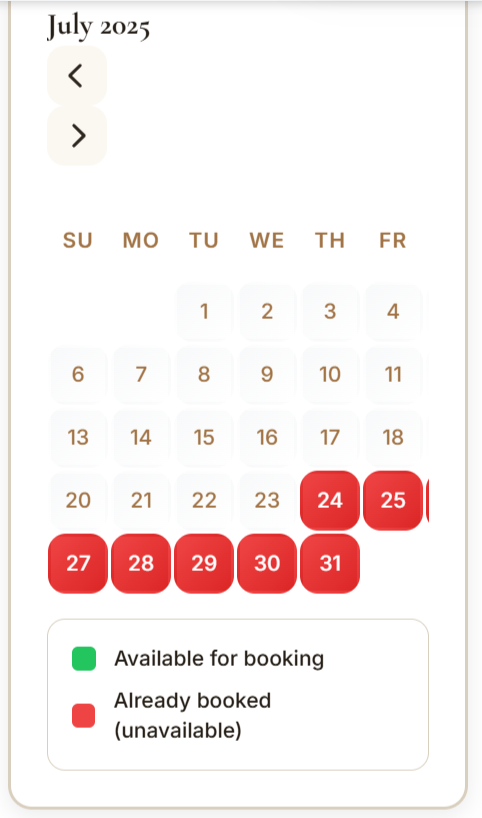 July 2025
SU MO TU WE TH FR
1 2 3 4
6 7 8 9 10 11
13 14 15 16 17 18
20 21 22 23 24 25
27 28 29 30 31
Available for booking
Already booked
(unavailable)